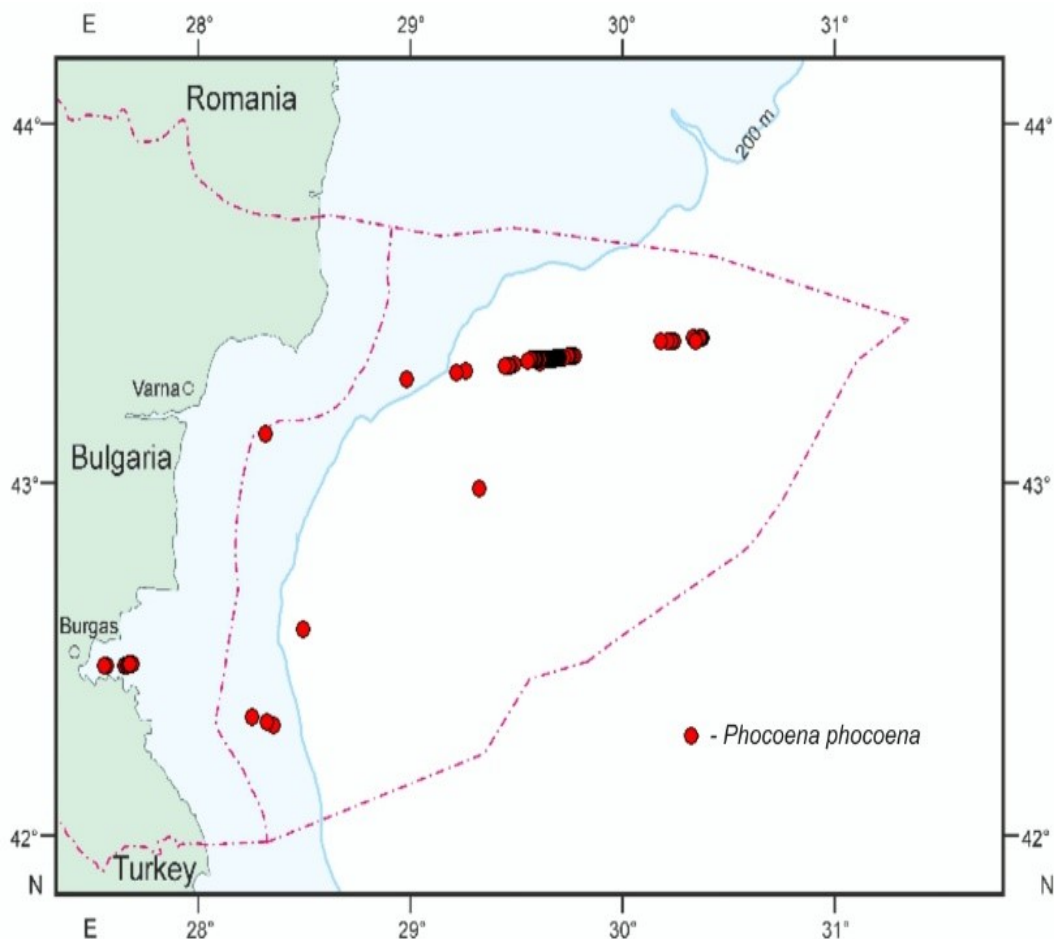 E 28° 29° 30° 31°
Romania
44° 44°
200 m
Varna
Bulgaria
43° 43°
Burgas
- Phocoena phocoena
42° 42°
Turkey
N N
E 28° 29° 30° 31°